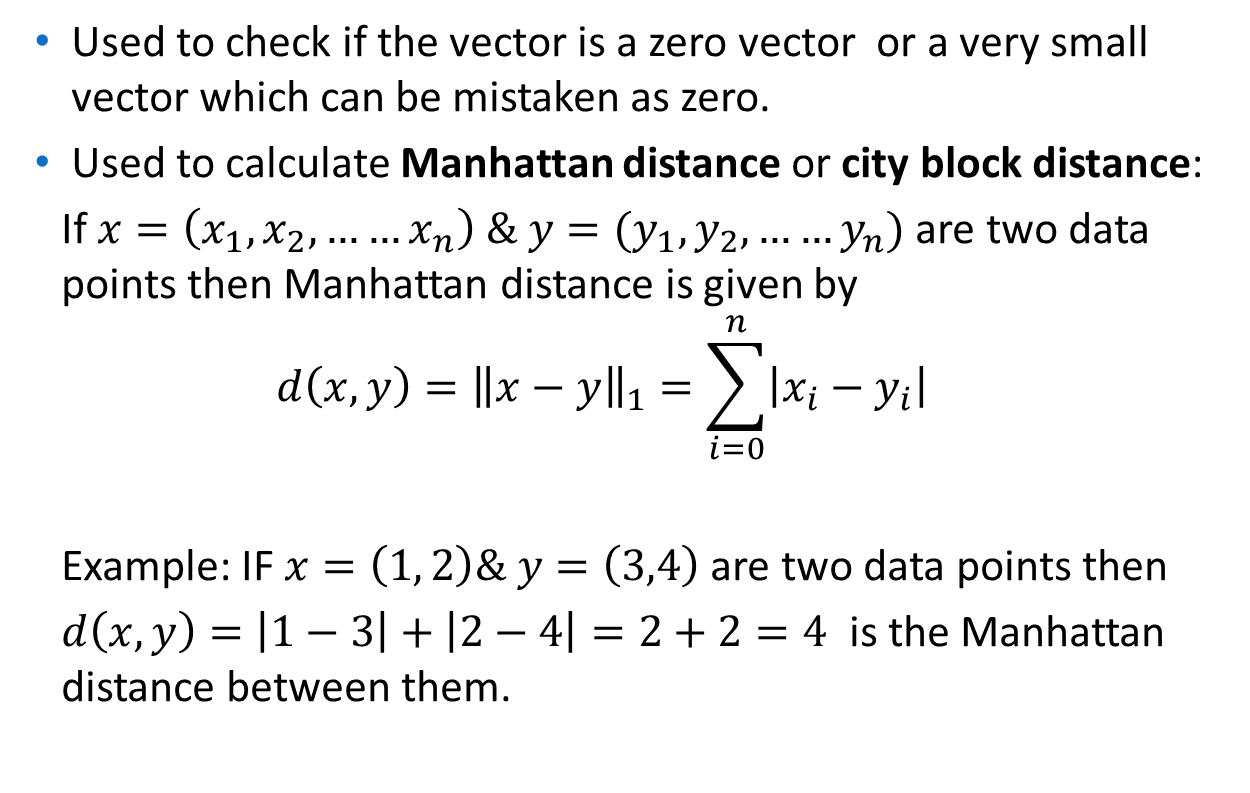 • Used to check if the vector is a zero vector or a very small
vector which can be mistaken as zero.
• Used to calculate Manhattan distance or city block distance:
If x = (x₁, x₂, … … xₙ) & y = (y₁, y₂, … … yₙ) are two data
points then Manhattan distance is given by
d(x, y) = ‖x − y‖₁ = ∑ᵢ₌₀ⁿ |xᵢ − yᵢ|
Example: IF x = (1, 2)& y = (3,4) are two data points then
d(x, y) = |1 − 3| + |2 − 4| = 2 + 2 = 4 is the Manhattan
distance between them.